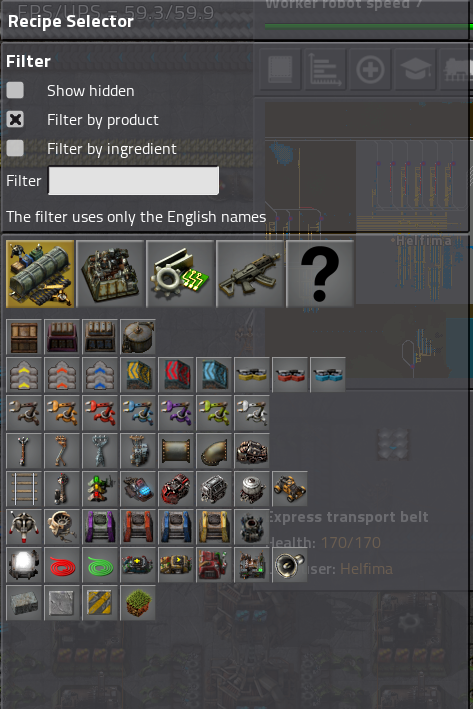 FPS/UPS = 59.3/59.9
Worker robot speed 7
Recipe Selector
Filter
Show hidden
Filter by product
Filter by ingredient
Filter
The filter uses only the English names
Helfima
?
Express transport belt
Health: 170/170
Helfima